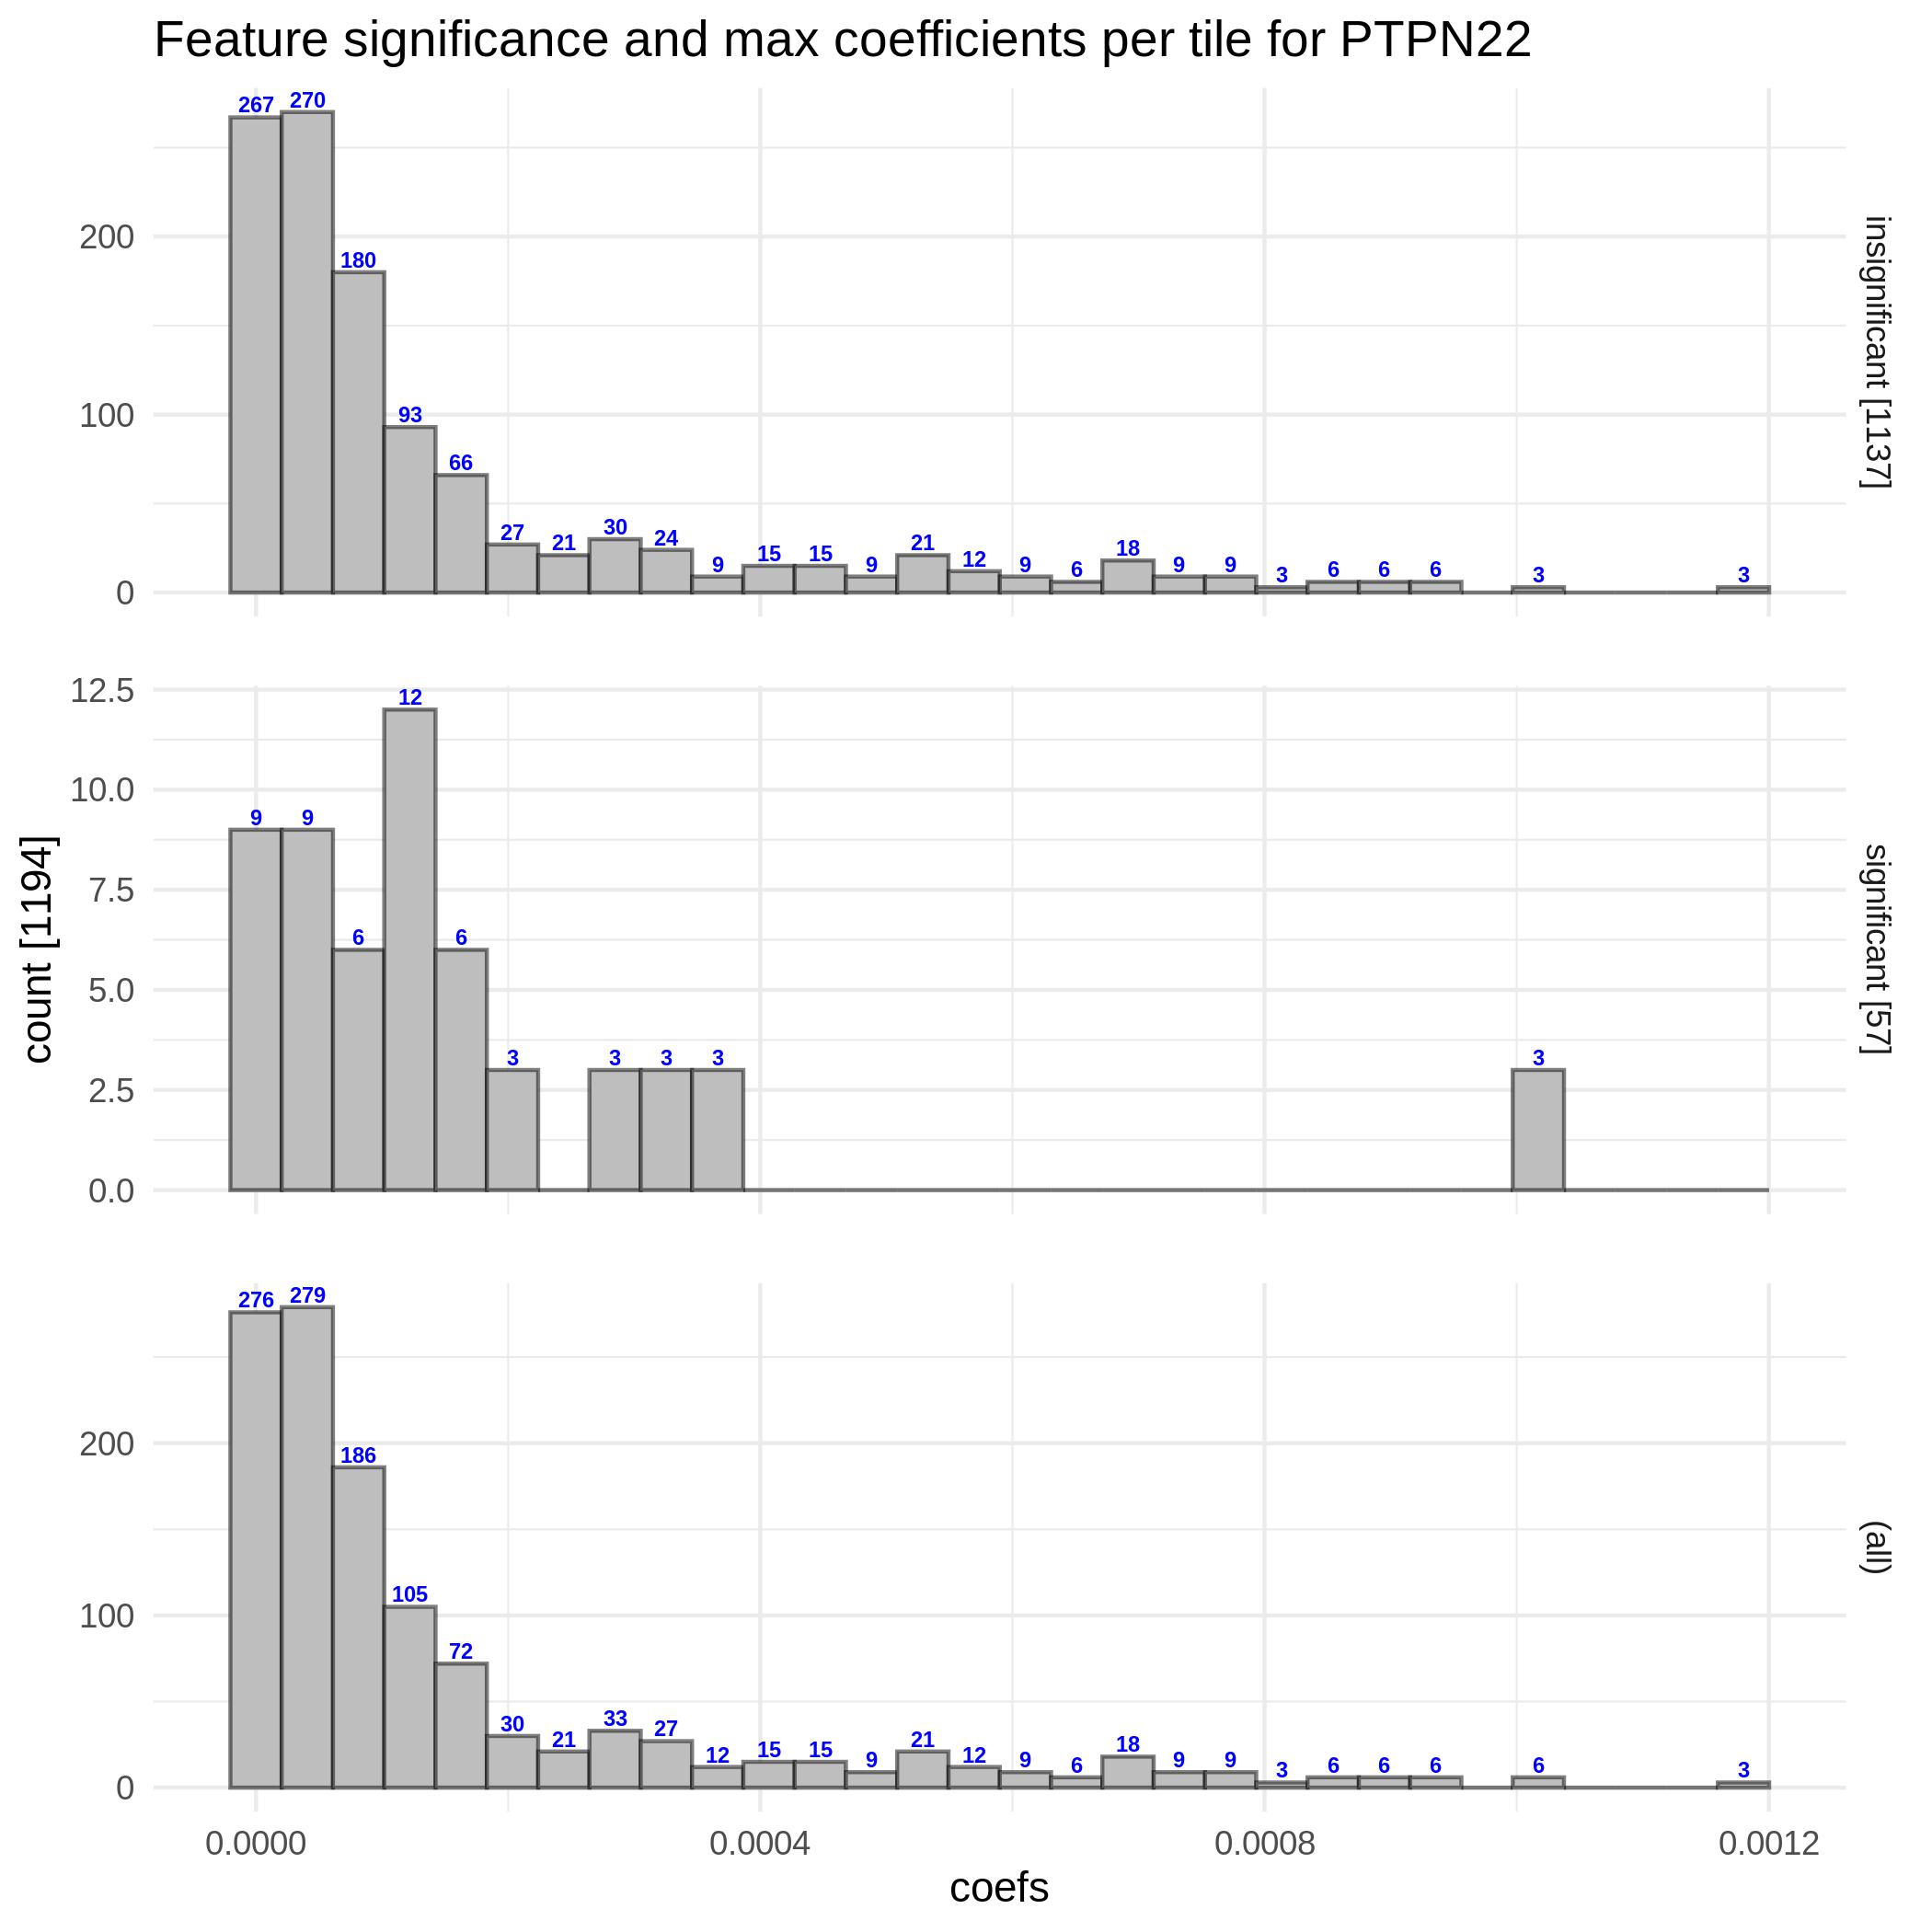 Feature significance and max coefficients per tile for PTPN22
267 270 180 93 66 27 21 30 24 9 15 15 9 21 12 9 6 18 9 9 3 6 6 6 3 3
200
100
0
insignificant [1137]
count [1194]
9 9 6 12 6 3 3 3 3 3
12.5
10.0
7.5
5.0
2.5
0.0
significant [57]
276 279 186 105 72 30 21 33 27 12 15 15 9 21 12 9 6 18 9 9 3 6 6 6 6 3
200
100
0
(all)
0.0000 0.0004 0.0008 0.0012
coefs